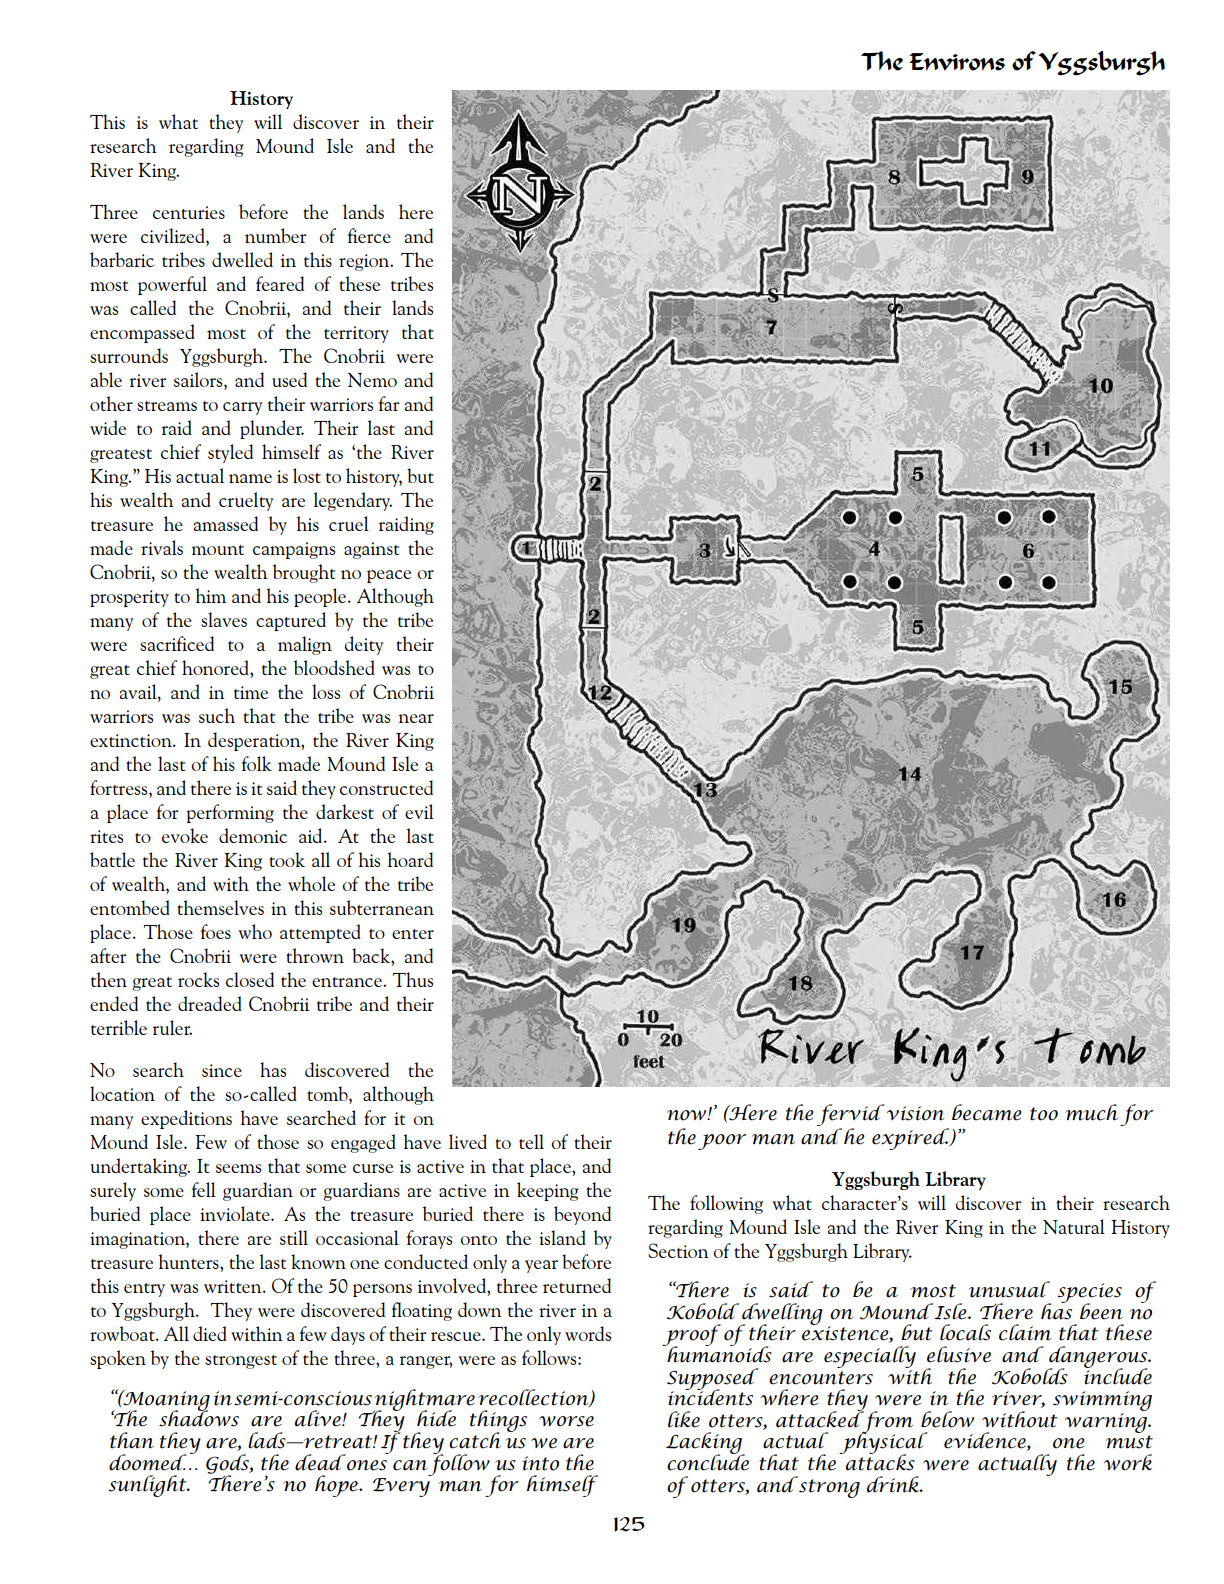 The Environs of Yggsburgh
History
This is what they will discover in their
research regarding Mound Isle and the
River King.
Three centuries before the lands here
were civilized, a number of fierce and
barbaric tribes dwelled in this region. The
most powerful and feared of these tribes
was called the Cnobrii, and their lands
encompassed most of the territory that
surrounds Yggsburgh. The Cnobrii were
able river sailors, and used the Nemo and
other streams to carry their warriors far and
wide to raid and plunder. Their last and
greatest chief styled himself as ‘the River
King.” His actual name is lost to history, but
his wealth and cruelty are legendary. The
treasure he amassed by his cruel raiding
made rivals mount campaigns against the
Cnobrii, so the wealth brought no peace or
prosperity to him and his people. Although
many of the slaves captured by the tribe
were sacrificed to a malign deity their
great chief honored, the bloodshed was to
no avail, and in time the loss of Cnobrii
warriors was such that the tribe was near
extinction. In desperation, the River King
and the last of his folk made Mound Isle a
fortress, and there is it said they constructed
a place for performing the darkest of evil
rites to evoke demonic aid. At the last
battle the River King took all of his hoard
of wealth, and with the whole of the tribe
entombed themselves in this subterranean
place. Those foes who attempted to enter
after the Cnobrii were thrown back, and
then great rocks closed the entrance. Thus
ended the dreaded Cnobrii tribe and their
terrible ruler.
No search since has discovered the
location of the so-called tomb, although
many expeditions have searched for it on
Mound Isle. Few of those so engaged have lived to tell of their
undertaking. It seems that some curse is active in that place, and
surely some fell guardian or guardians are active in keeping the
buried place inviolate. As the treasure buried there is beyond
imagination, there are still occasional forays onto the island by
treasure hunters, the last known one conducted only a year before
this entry was written. Of the 50 persons involved, three returned
to Yggsburgh. They were discovered floating down the river in a
rowboat. All died within a few days of their rescue. The only words
spoken by the strongest of the three, a ranger, were as follows:
“(Moaning in semi-conscious nightmare recollection)
‘The shadows are alive! They hide things worse
than they are, lads—retreat! If they catch us we are
doomed... Gods, the dead ones can follow us into the
sunlight. There’s no hope. Every man for himself
N
8
9
S
S
7
10
11
2
5
1
3
4
6
2
5
12
15
13
14
16
19
17
18
10
0 20
feet
River King's Tomb
now!’ (Here the fervid vision became too much for
the poor man and he expired.)”
Yggsburgh Library
The following what character’s will discover in their research
regarding Mound Isle and the River King in the Natural History
Section of the Yggsburgh Library.
“There is said to be a most unusual species of
Kobold dwelling on Mound Isle. There has been no
proof of their existence, but locals claim that these
humanoids are especially elusive and dangerous.
Supposed encounters with the Kobolds include
incidents where they were in the river, swimming
like otters, attacked from below without warning.
Lacking actual physical evidence, one must
conclude that the attacks were actually the work
of otters, and strong drink.
125